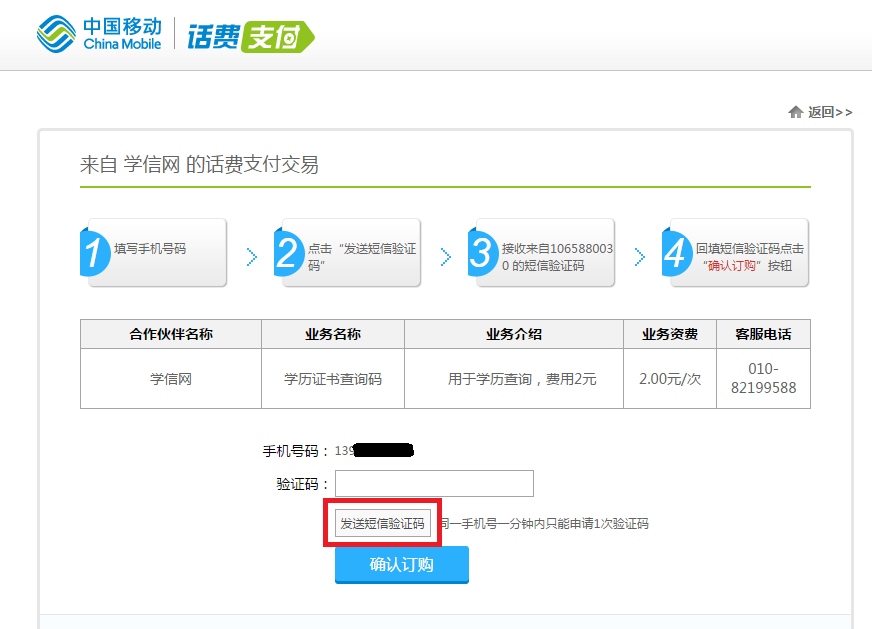 中国移动
China Mobile
话费支付
返回>>
来自 学信网 的话费支付交易
1 填写手机号码
2 点击“发送短信验证
码”
3 接收来自106588003
0 的短信验证码
4 回填短信验证码点击
“确认订购”按钮
合作伙伴名称 业务名称 业务介绍 业务资费 客服电话
学信网 学历证书查询码 用于学历查询，费用2元 2.00元/次 010-
82199588
手机号码： 139
验证码：
发送短信验证码 同一手机号一分钟内只能申请1次验证码
确认订购